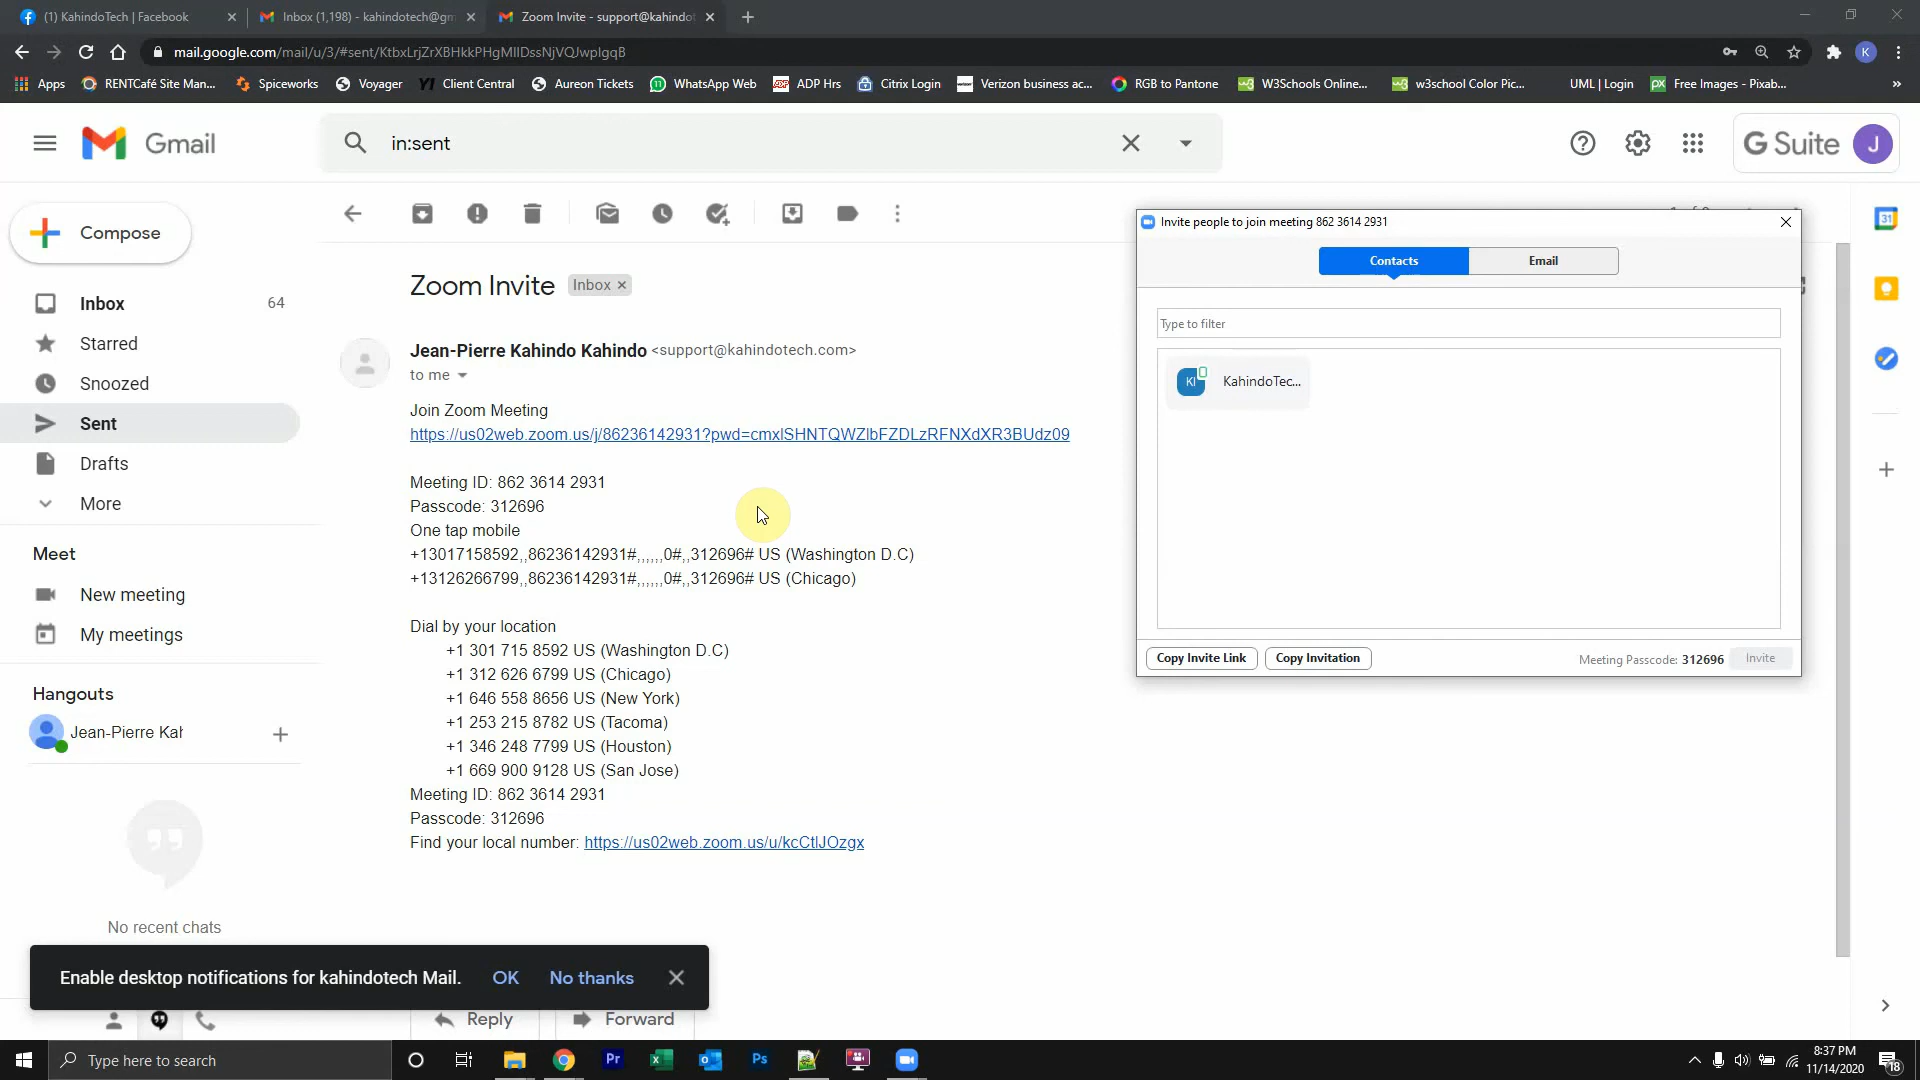 (1) KahindoTech | Facebook
Inbox (1,198) - kahindotech@gm
Zoom Invite - support@kahindot
mail.google.com/mail/u/3/#sent/KtbxLrjZrXBHkkPHgMlIDssNjVQJwpIgqB
K
Apps
RENTCafé Site Man...
Spiceworks
Voyager
Y! Client Central
Aureon Tickets
WhatsApp Web
ADP Hrs
Citrix Login
Verizon business ac...
RGB to Pantone
W3Schools Online...
w3school Color Pic...
UML | Login
Free Images - Pixab...
»
Gmail
in:sent
G Suite
J
Compose
Inbox 64
Starred
Snoozed
Sent
Drafts
More
Meet
New meeting
My meetings
Hangouts
Jean-Pierre Kah
No recent chats
Zoom Invite
Inbox ×
Jean-Pierre Kahindo Kahindo <support@kahindotech.com>
to me
Join Zoom Meeting
https://us02web.zoom.us/j/86236142931?pwd=cmxlSHNTQWZlbFZDLzRFNXdXR3BUdz09
Meeting ID: 862 3614 2931
Passcode: 312696
One tap mobile
+13017158592,,86236142931#,,,,,,0#,,312696# US (Washington D.C)
+13126266799,,86236142931#,,,,,,0#,,312696# US (Chicago)
Dial by your location
+1 301 715 8592 US (Washington D.C)
+1 312 626 6799 US (Chicago)
+1 646 558 8656 US (New York)
+1 253 215 8782 US (Tacoma)
+1 346 248 7799 US (Houston)
+1 669 900 9128 US (San Jose)
Meeting ID: 862 3614 2931
Passcode: 312696
Find your local number: https://us02web.zoom.us/u/kcCtlJOzgx
Reply
Forward
Invite people to join meeting 862 3614 2931
Contacts
Email
Type to filter
KI
KahindoTec...
Copy Invite Link
Copy Invitation
Meeting Passcode: 312696
Invite
31
Enable desktop notifications for kahindotech Mail.
OK
No thanks
Type here to search
Pr
Ps
8:37 PM
11/14/2020
18